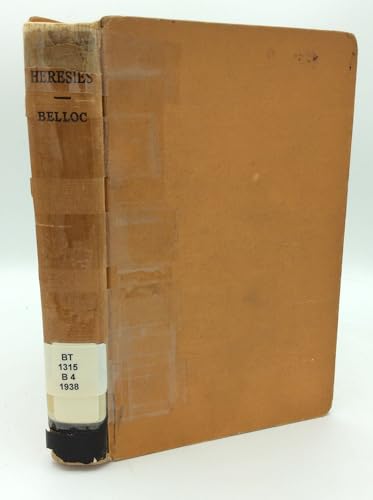 HERESIES
BELLOC
BT
1315
B 4
1938